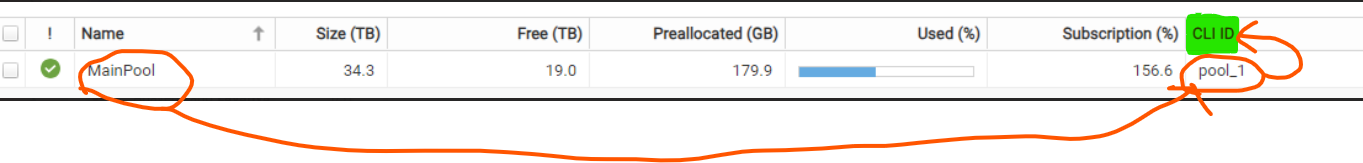 ! Name Size (TB) Free (TB) Preallocated (GB) Used (%) Subscription (%) CLI ID
MainPool 34.3 19.0 179.9 156.6 pool_1